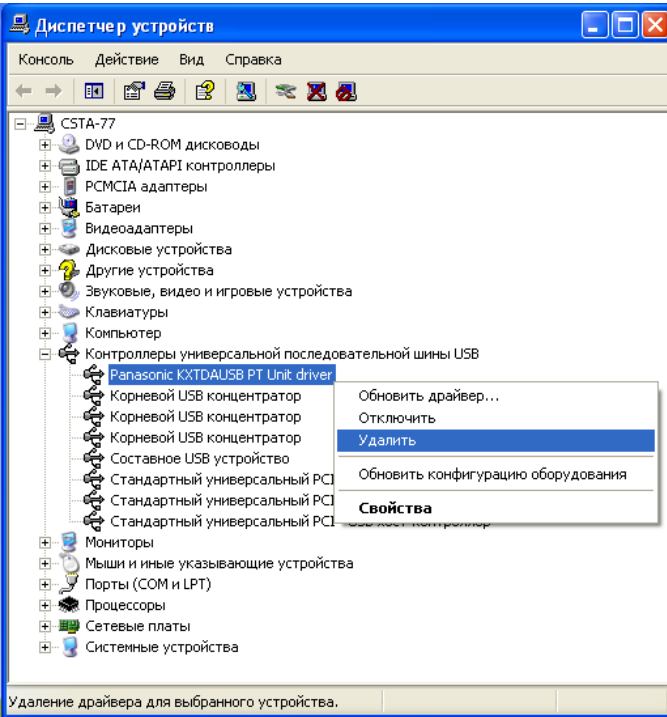 Диспетчер устройств
Консоль Действие Вид Справка
CSTA-77
DVD и CD-ROM дисководы
IDE ATA/ATAPI контроллеры
PCMCIA адаптеры
Батареи
Видеоадаптеры
Дисковые устройства
Другие устройства
Звуковые, видео и игровые устройства
Клавиатуры
Компьютер
Контроллеры универсальной последовательной шины USB
Panasonic KXTDAUSB PT Unit driver
Корневой USB концентратор
Корневой USB концентратор
Корневой USB концентратор
Составное USB устройство
Стандартный универсальный PCI
Стандартный универсальный PCI
Стандартный универсальный PCI - USB хост контроллер
Мониторы
Мыши и иные указывающие устройства
Порты (COM и LPT)
Процессоры
Сетевые платы
Системные устройства
Обновить драйвер...
Отключить
Удалить
Обновить конфигурацию оборудования
Свойства
Удаление драйвера для выбранного устройства.